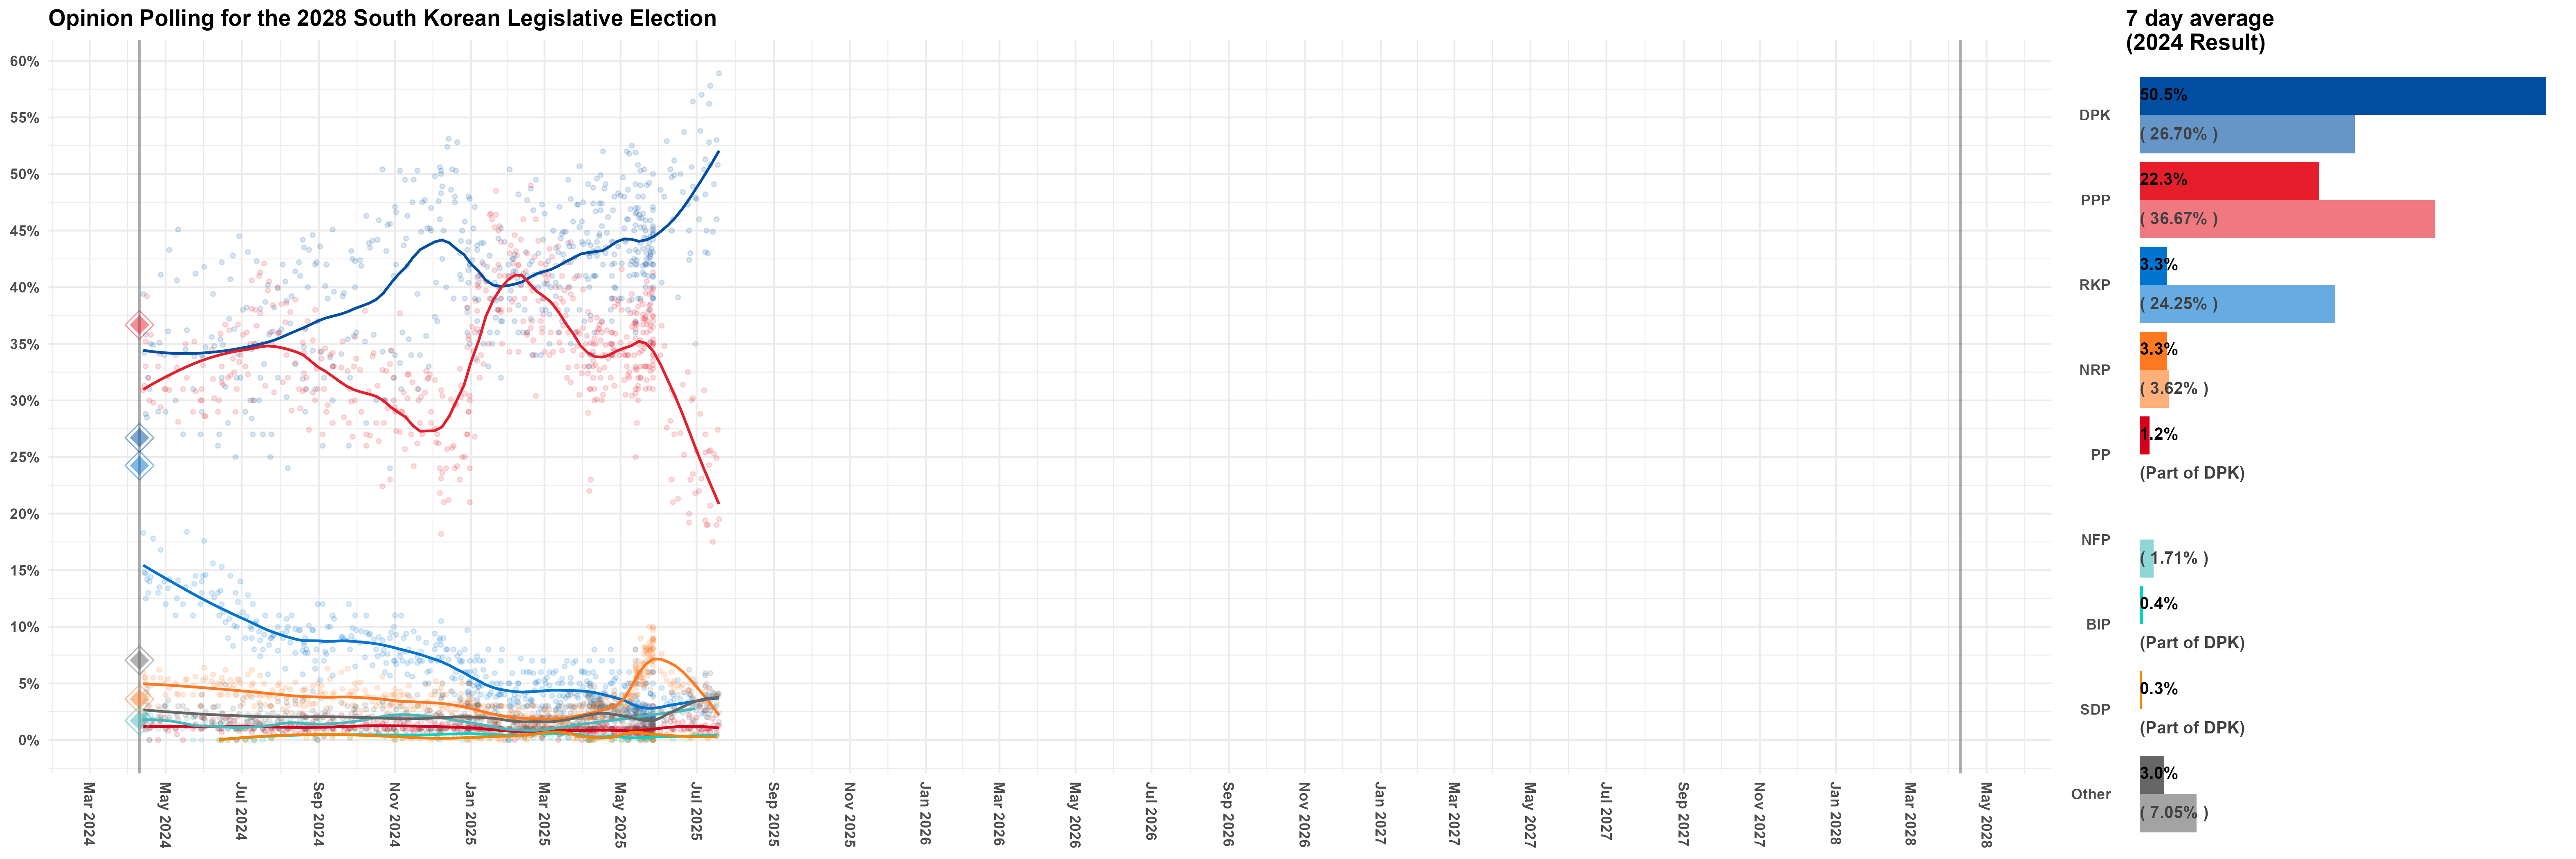 Opinion Polling for the 2028 South Korean Legislative Election
60%
55%
50%
45%
40%
35%
30%
25%
20%
15%
10%
5%
0%
Mar 2024
May 2024
Jul 2024
Sep 2024
Nov 2024
Jan 2025
Mar 2025
May 2025
Jul 2025
Sep 2025
Nov 2025
Jan 2026
Mar 2026
May 2026
Jul 2026
Sep 2026
Nov 2026
Jan 2027
Mar 2027
May 2027
Jul 2027
Sep 2027
Nov 2027
Jan 2028
Mar 2028
May 2028
7 day average
(2024 Result)
DPK
50.5%
( 26.70% )
PPP
22.3%
( 36.67% )
RKP
3.3%
( 24.25% )
NRP
3.3%
( 3.62% )
PP
1.2%
(Part of DPK)
NFP
( 1.71% )
BIP
0.4%
(Part of DPK)
SDP
0.3%
(Part of DPK)
Other
3.0%
( 7.05% )